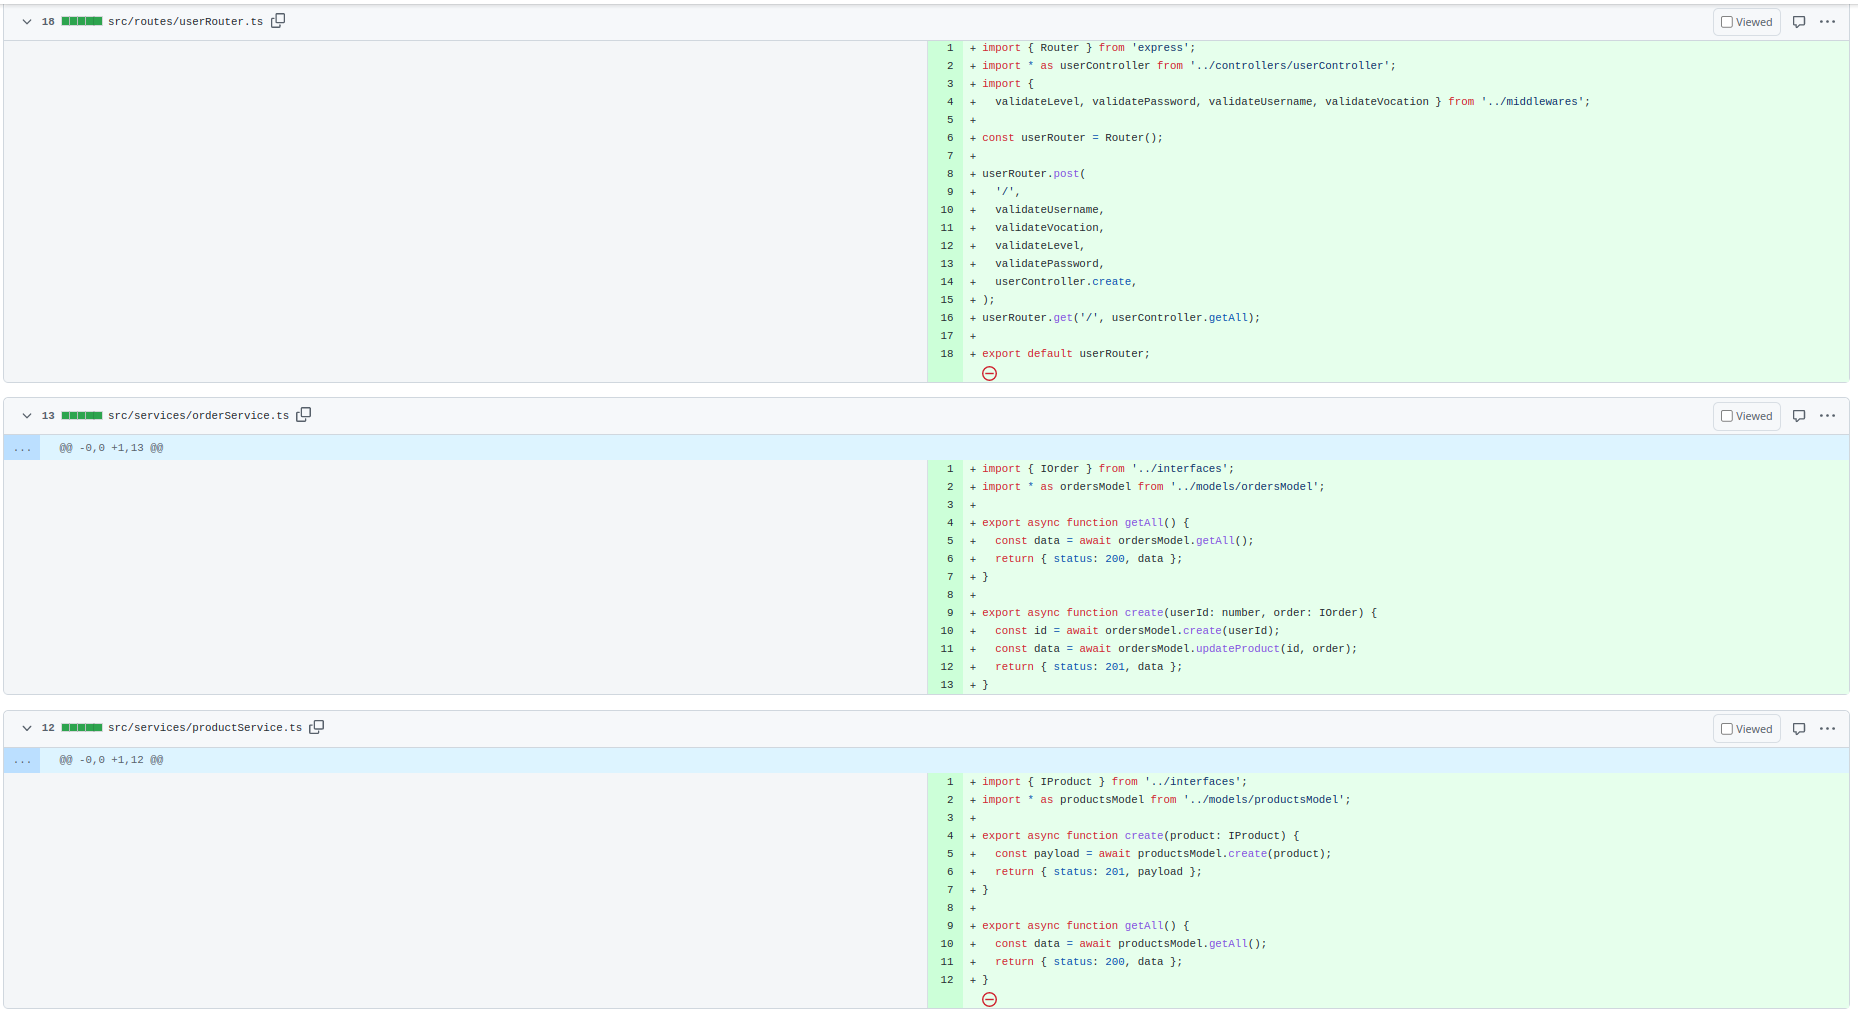 18 src/routes/userRouter.ts Viewed
1 + import { Router } from 'express';
2 + import * as userController from '../controllers/userController';
3 + import {
4 +   validateLevel, validatePassword, validateUsername, validateVocation } from '../middlewares';
5 +
6 + const userRouter = Router();
7 +
8 + userRouter.post(
9 +   '/',
10 +   validateUsername,
11 +   validateVocation,
12 +   validateLevel,
13 +   validatePassword,
14 +   userController.create,
15 + );
16 + userRouter.get('/', userController.getAll);
17 +
18 + export default userRouter;
13 src/services/orderService.ts Viewed
... @@ -0,0 +1,13 @@
1 + import { IOrder } from '../interfaces';
2 + import * as ordersModel from '../models/ordersModel';
3 +
4 + export async function getAll() {
5 +   const data = await ordersModel.getAll();
6 +   return { status: 200, data };
7 + }
8 +
9 + export async function create(userId: number, order: IOrder) {
10 +   const id = await ordersModel.create(userId);
11 +   const data = await ordersModel.updateProduct(id, order);
12 +   return { status: 201, data };
13 + }
12 src/services/productService.ts Viewed
... @@ -0,0 +1,12 @@
1 + import { IProduct } from '../interfaces';
2 + import * as productsModel from '../models/productsModel';
3 +
4 + export async function create(product: IProduct) {
5 +   const payload = await productsModel.create(product);
6 +   return { status: 201, payload };
7 + }
8 +
9 + export async function getAll() {
10 +   const data = await productsModel.getAll();
11 +   return { status: 200, data };
12 + }